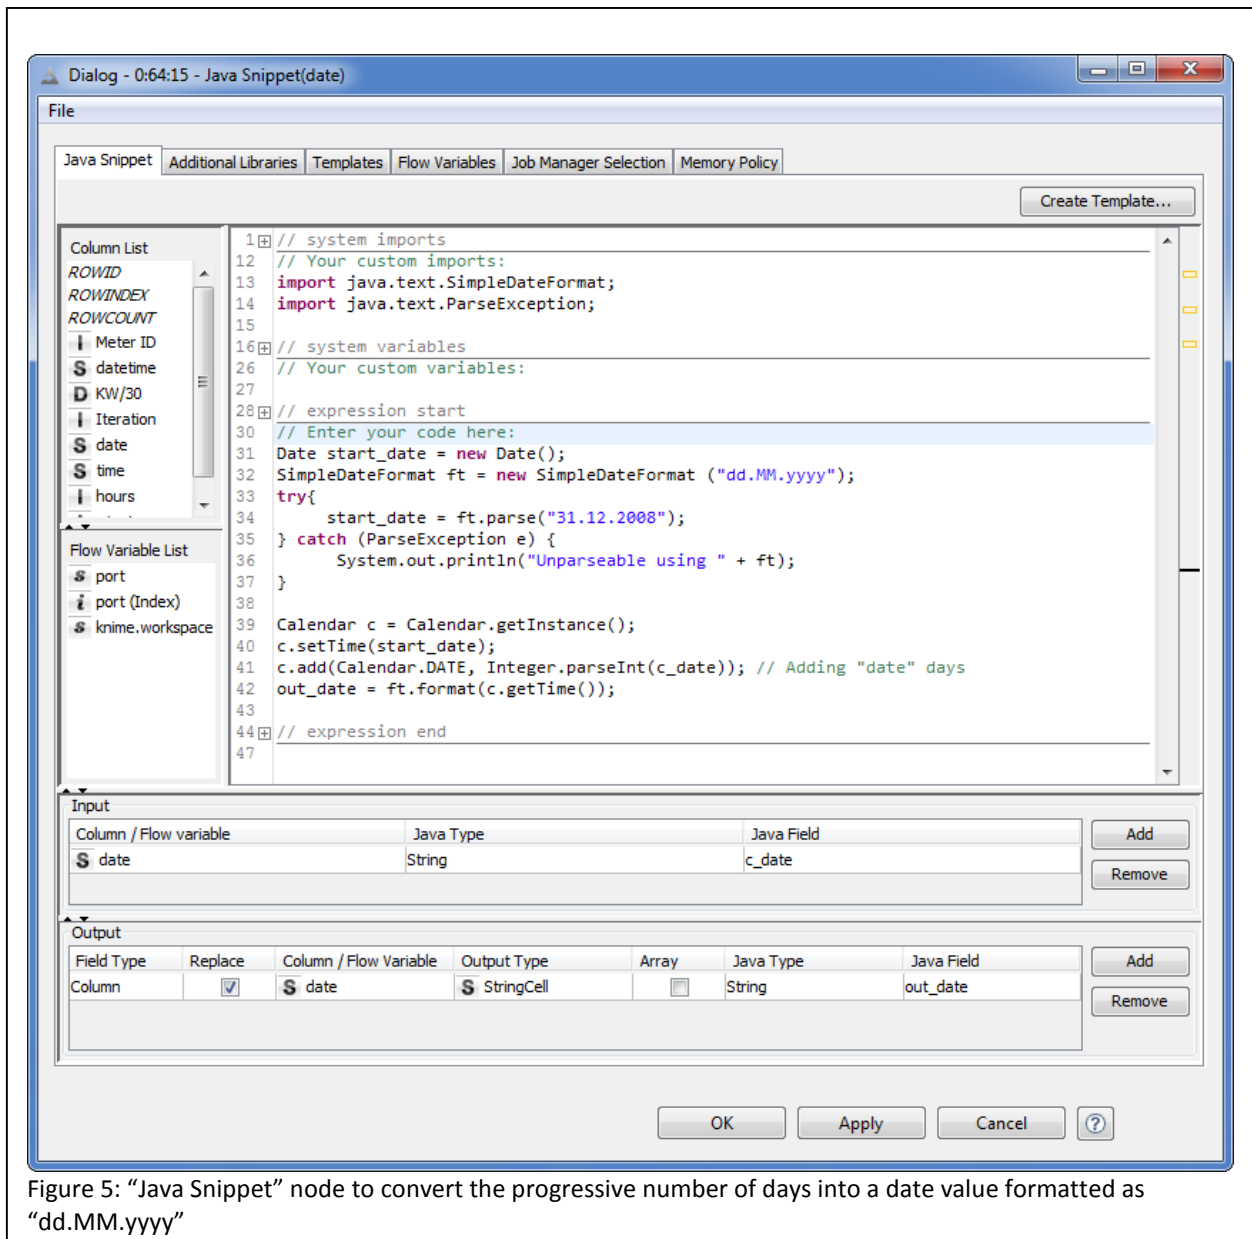 Dialog - 0:64:15 - Java Snippet(date)
File
Java Snippet Additional Libraries Templates Flow Variables Job Manager Selection Memory Policy
Create Template...
Column List
ROWID
ROWINDEX
ROWCOUNT
I Meter ID
S datetime
D KW/30
I Iteration
S date
S time
I hours
Flow Variable List
s port
i port (Index)
s knime.workspace
1 // system imports
12 // Your custom imports:
13 import java.text.SimpleDateFormat;
14 import java.text.ParseException;
15
16 // system variables
26 // Your custom variables:
27
28 // expression start
30 // Enter your code here:
31 Date start_date = new Date();
32 SimpleDateFormat ft = new SimpleDateFormat ("dd.MM.yyyy");
33 try{
34 start_date = ft.parse("31.12.2008");
35 } catch (ParseException e) {
36 System.out.println("Unparseable using " + ft);
37 }
38
39 Calendar c = Calendar.getInstance();
40 c.setTime(start_date);
41 c.add(Calendar.DATE, Integer.parseInt(c_date)); // Adding "date" days
42 out_date = ft.format(c.getTime());
43
44 // expression end
47
Input
Column / Flow variable Java Type Java Field
S date String c_date
Add
Remove
Output
Field Type Replace Column / Flow Variable Output Type Array Java Type Java Field
Column S date S StringCell String out_date
Add
Remove
OK Apply Cancel ?
Figure 5: “Java Snippet” node to convert the progressive number of days into a date value formatted as
“dd.MM.yyyy”